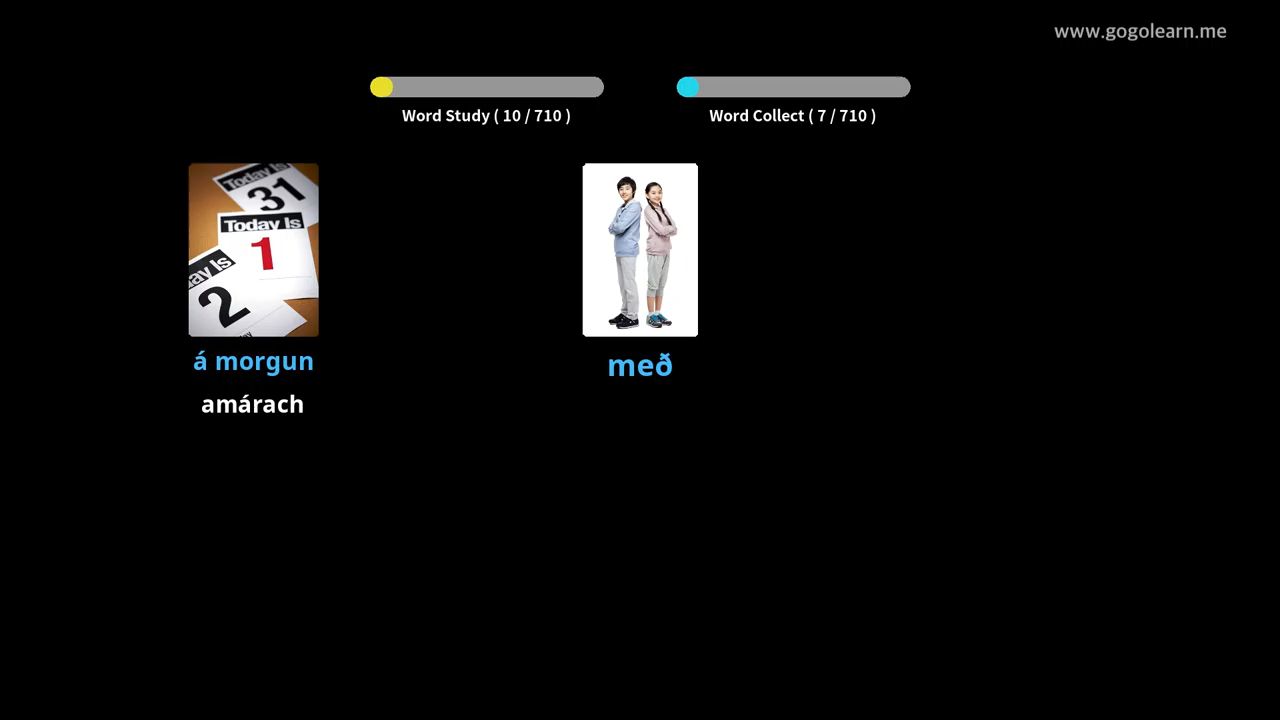 www.gogolearn.me
Word Study ( 10 / 710 )
Word Collect ( 7 / 710 )
Today Is
31
Today Is
1
ay Is
2
á morgun
amárach
með